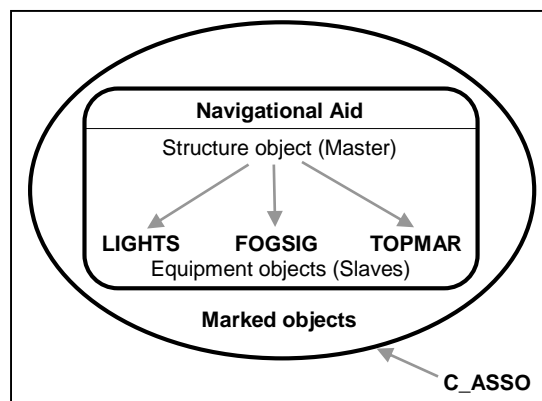 Navigational Aid
Structure object (Master)
LIGHTS FOGSIG TOPMAR
Equipment objects (Slaves)
Marked objects
C_ASSO